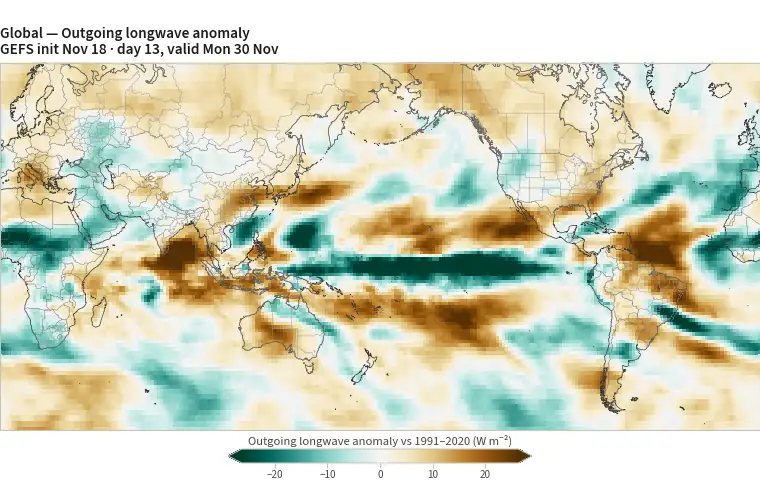 Global — Outgoing longwave anomaly
GEFS init Nov 18 · day 13, valid Mon 30 Nov
Outgoing longwave anomaly vs 1991–2020 (W m⁻²)
−20 −10 0 10 20